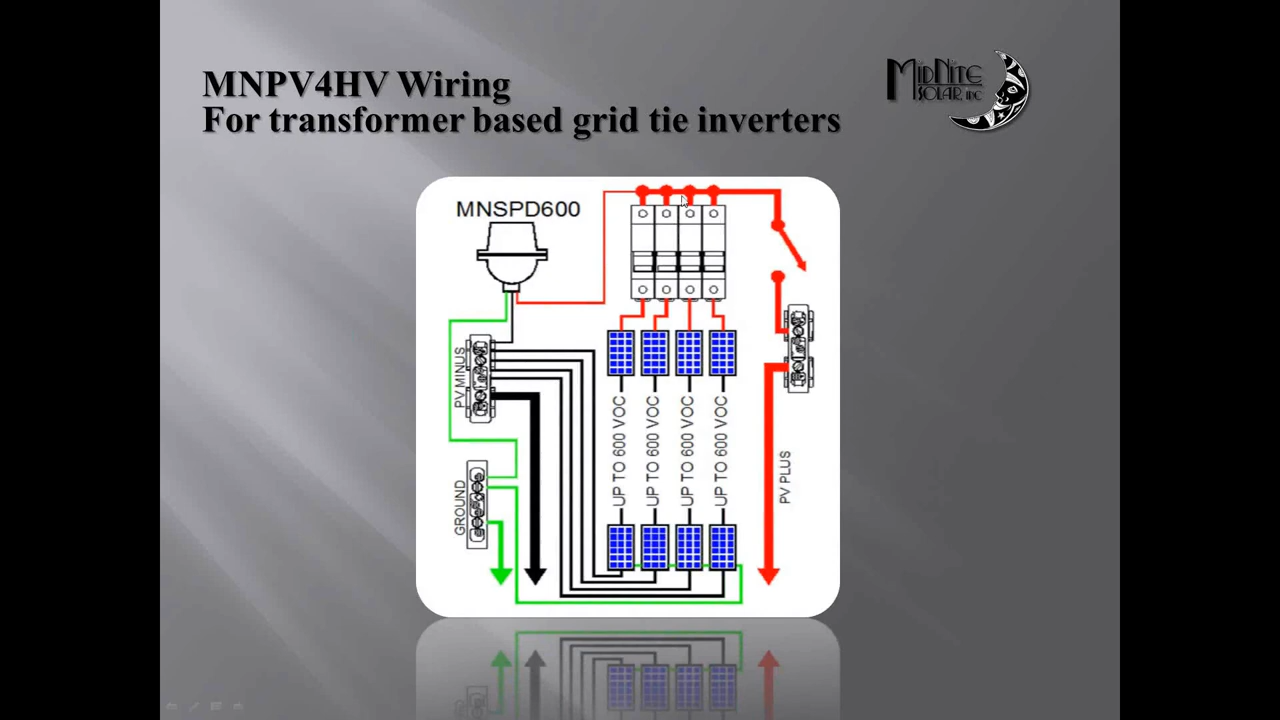 MNPV4HV Wiring
For transformer based grid tie inverters
MIDNITE
SOLAR, INC
MNSPD600
PV MINUS
GROUND
UP TO 600 VOC
UP TO 600 VOC
UP TO 600 VOC
UP TO 600 VOC
PV PLUS